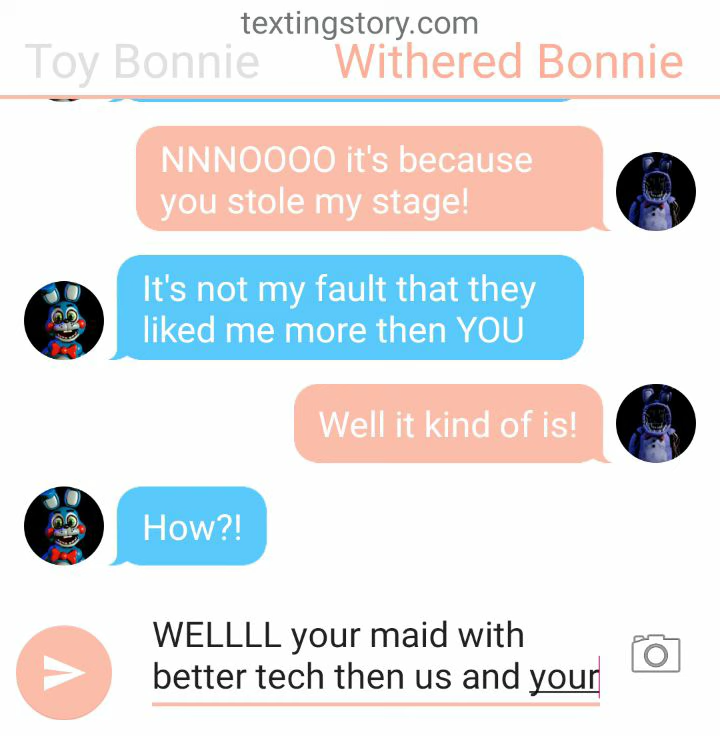 textingstory.com
Toy Bonnie Withered Bonnie
NNNOOOO it's because
you stole my stage!
It's not my fault that they
liked me more then YOU
Well it kind of is!
How?!
WELLLL your maid with
better tech then us and your